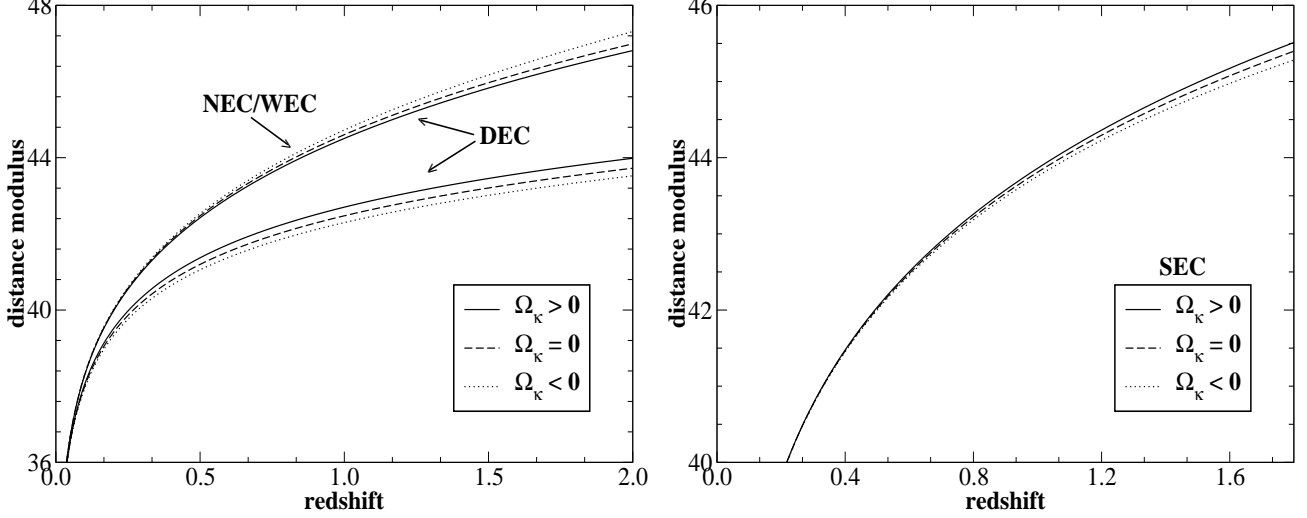 48
44
40
36
distance modulus
NEC/WEC
DEC
Ωκ > 0
Ωκ = 0
Ωκ < 0
0.0 0.5 1.0 1.5 2.0
redshift
46
44
42
40
distance modulus
SEC
Ωκ > 0
Ωκ = 0
Ωκ < 0
0.0 0.4 0.8 1.2 1.6
redshift